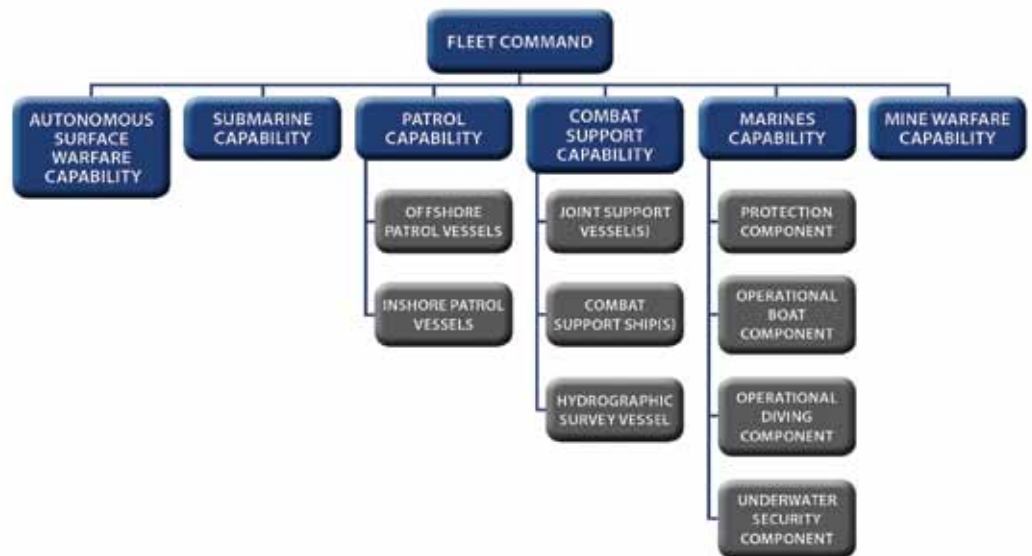 FLEET COMMAND
AUTONOMOUS
SURFACE
WARFARE
CAPABILITY
SUBMARINE
CAPABILITY
PATROL
CAPABILITY
COMBAT
SUPPORT
CAPABILITY
MARINES
CAPABILITY
MINE WARFARE
CAPABILITY
OFFSHORE
PATROL VESSELS
INSHORE PATROL
VESSELS
JOINT SUPPORT
VESSEL(S)
COMBAT
SUPPORT SHIP(S)
HYDROGRAPHIC
SURVEY VESSEL
PROTECTION
COMPONENT
OPERATIONAL
BOAT
COMPONENT
OPERATIONAL
DIVING
COMPONENT
UNDERWATER
SECURITY
COMPONENT